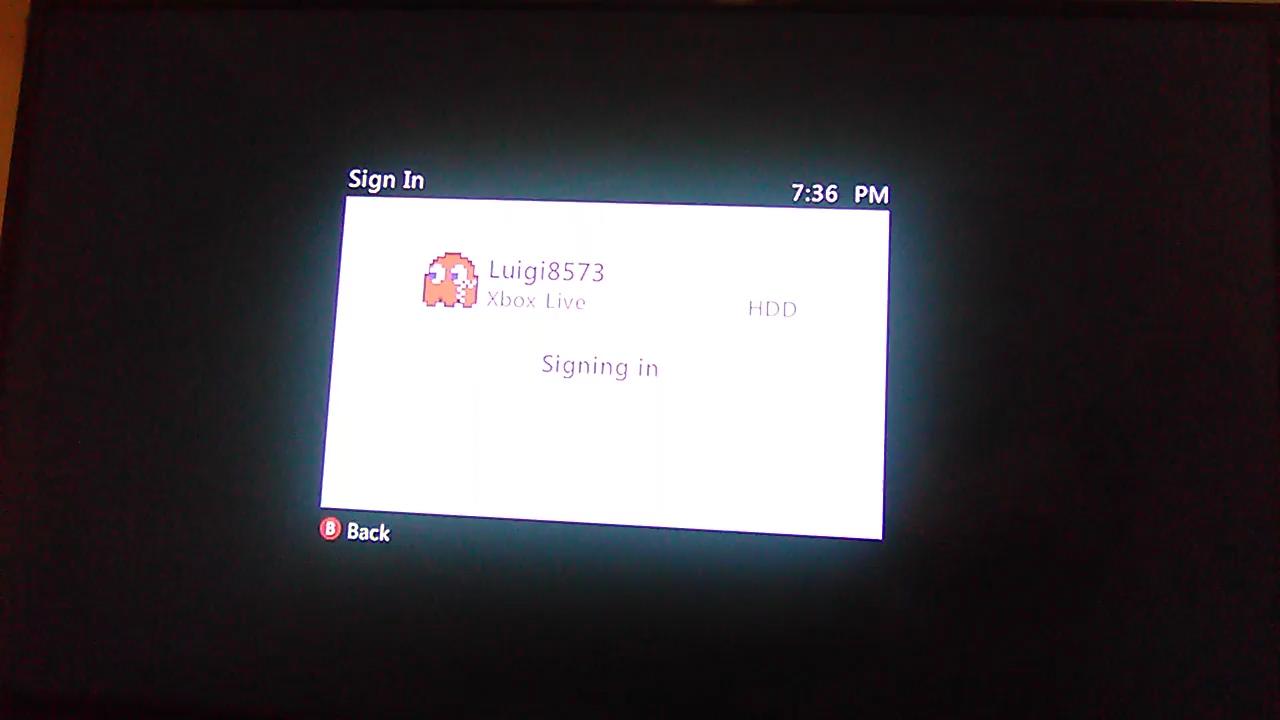 Sign In
7:36 PM
Luigi8573
Xbox Live
HDD
Signing in
B Back